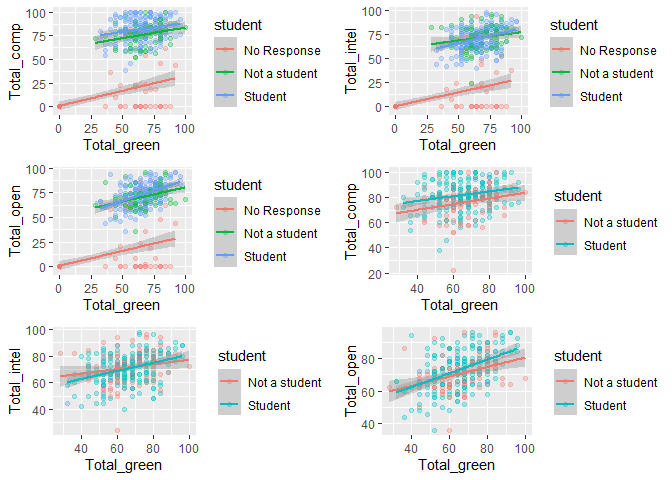 Total_comp
100
75
50
25
0
0
25
50
75
100
Total_green
student
No Response
Not a student
Student
Total_intel
100
75
50
25
0
0
25
50
75
100
Total_green
student
No Response
Not a student
Student
Total_open
100
75
50
25
0
0
25
50
75
100
Total_green
student
No Response
Not a student
Student
Total_comp
100
80
60
40
20
40
60
80
100
Total_green
student
Not a student
Student
Total_intel
100
80
60
40
40
60
80
100
Total_green
student
Not a student
Student
Total_open
80
60
40
40
60
80
100
Total_green
student
Not a student
Student